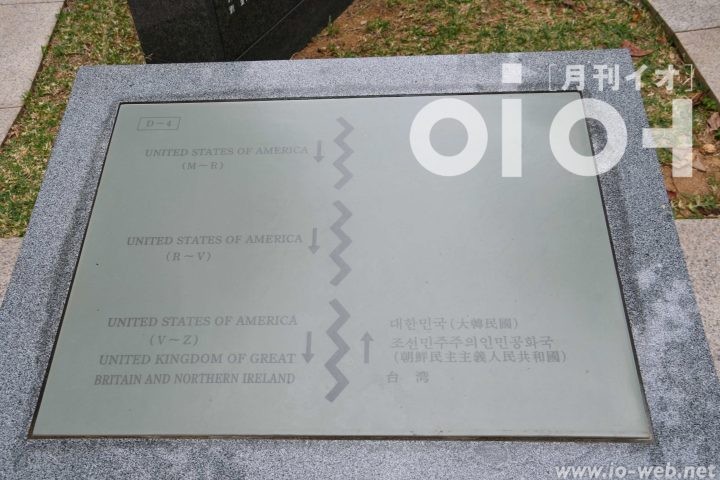 [月刊イオ]
이어
D－4
UNITED STATES OF AMERICA
(M～R)
UNITED STATES OF AMERICA
(R～V)
UNITED STATES OF AMERICA
(V～Z)
UNITED KINGDOM OF GREAT
BRITAIN AND NORTHERN IRELAND
대한민국(大韓民國)
조선민주주의인민공화국
(朝鮮民主主義人民共和國)
台湾
www.io-web.net